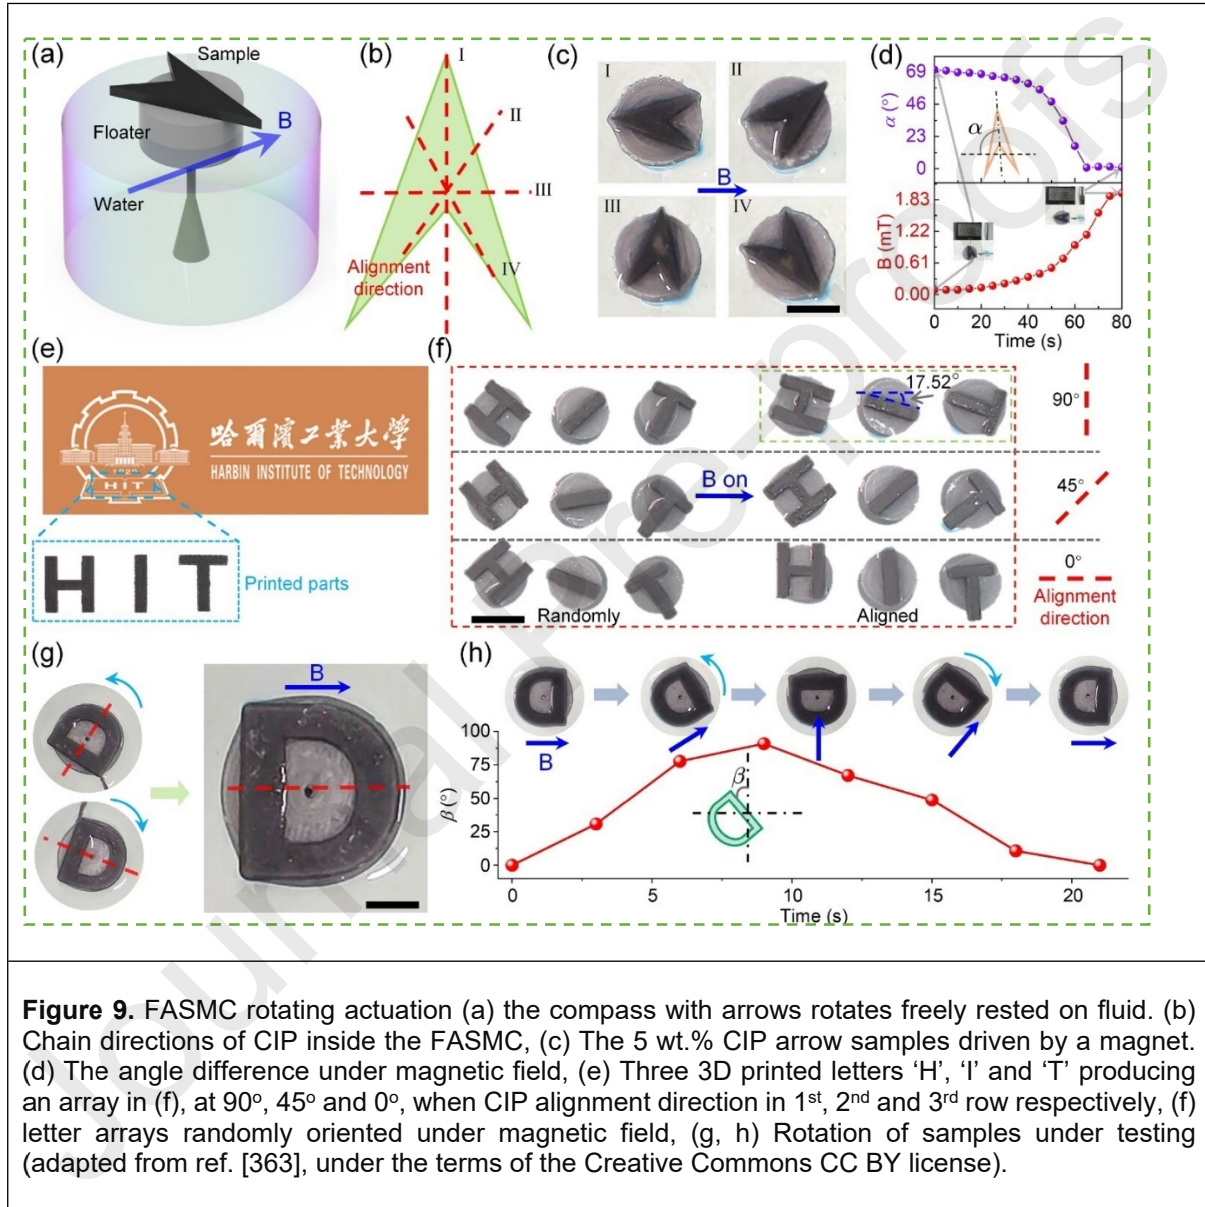 (a)
Sample
Floater
B
Water
(b)
I
II
III
IV
Alignment
direction
(c)
I
II
B
III
IV
(d)
69
46
23
0
α (°)
α
1.83
1.22
0.61
0.00
B (mT)
0 20 40 60 80
Time (s)
(e)
哈爾濱工業大學
HARBIN INSTITUTE OF TECHNOLOGY
1920
HIT
H I T
Printed parts
(f)
17.52°
90°
B on
45°
0°
Randomly
Aligned
Alignment
direction
(g)
B
D
(h)
B
100
75
50
25
0
β (°)
β
0 5 10 15 20
Time (s)
Figure 9. FASMC rotating actuation (a) the compass with arrows rotates freely rested on fluid. (b)
Chain directions of CIP inside the FASMC, (c) The 5 wt.% CIP arrow samples driven by a magnet.
(d) The angle difference under magnetic field, (e) Three 3D printed letters ‘H’, ‘I’ and ‘T’ producing
an array in (f), at 90º, 45º and 0º, when CIP alignment direction in 1st, 2nd and 3rd row respectively, (f)
letter arrays randomly oriented under magnetic field, (g, h) Rotation of samples under testing
(adapted from ref. [363], under the terms of the Creative Commons CC BY license).
Journal Pre-proofs